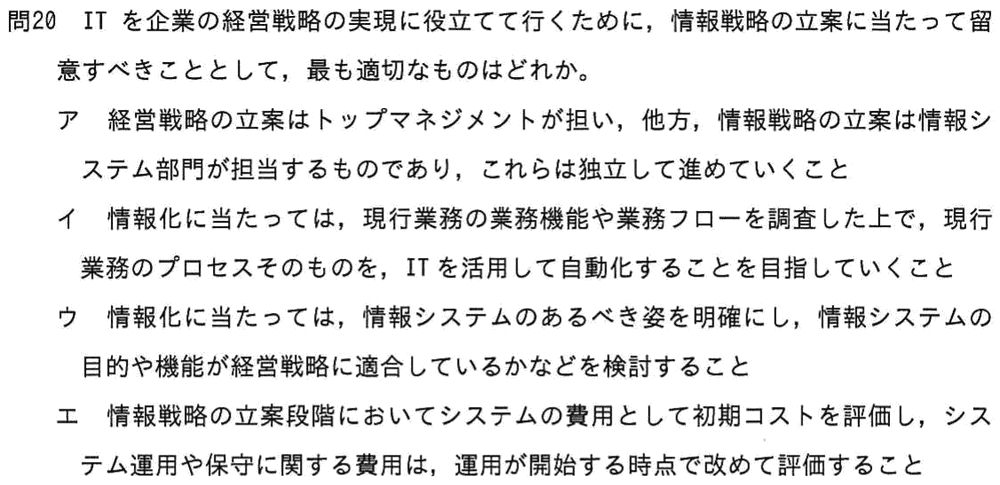 問20 IT を企業の経営戦略の実現に役立てて行くために，情報戦略の立案に当たって留
意すべきこととして，最も適切なものはどれか。
ア 経営戦略の立案はトップマネジメントが担い，他方，情報戦略の立案は情報シ
ステム部門が担当するものであり，これらは独立して進めていくこと
イ 情報化に当たっては，現行業務の業務機能や業務フローを調査した上で，現行
業務のプロセスそのものを，IT を活用して自動化することを目指していくこと
ウ 情報化に当たっては，情報システムのあるべき姿を明確にし，情報システムの
目的や機能が経営戦略に適合しているかなどを検討すること
エ 情報戦略の立案段階においてシステムの費用として初期コストを評価し，シス
テム運用や保守に関する費用は，運用が開始する時点で改めて評価すること